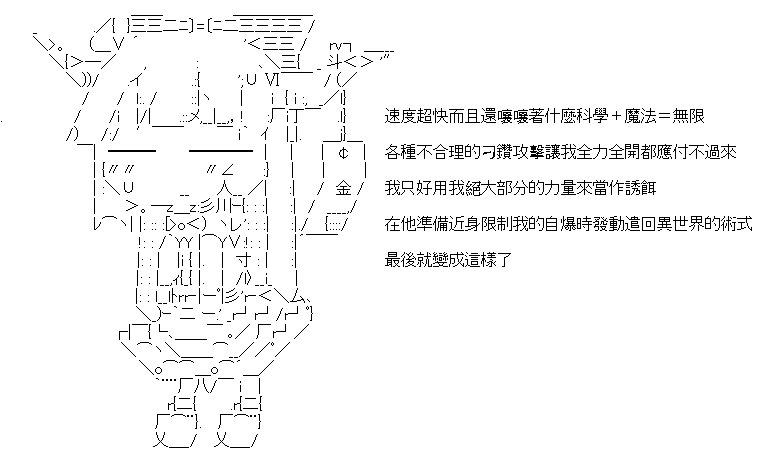 速度超快而且還嚷嚷著什麼科學＋魔法＝無限
各種不合理的刁鑽攻擊讓我全力全開都應付不過來
我只好用我絕大部分的力量來當作誘餌
在他準備近身限制我的自爆時發動遣回異世界的術式
最後就變成這樣了
￠
金